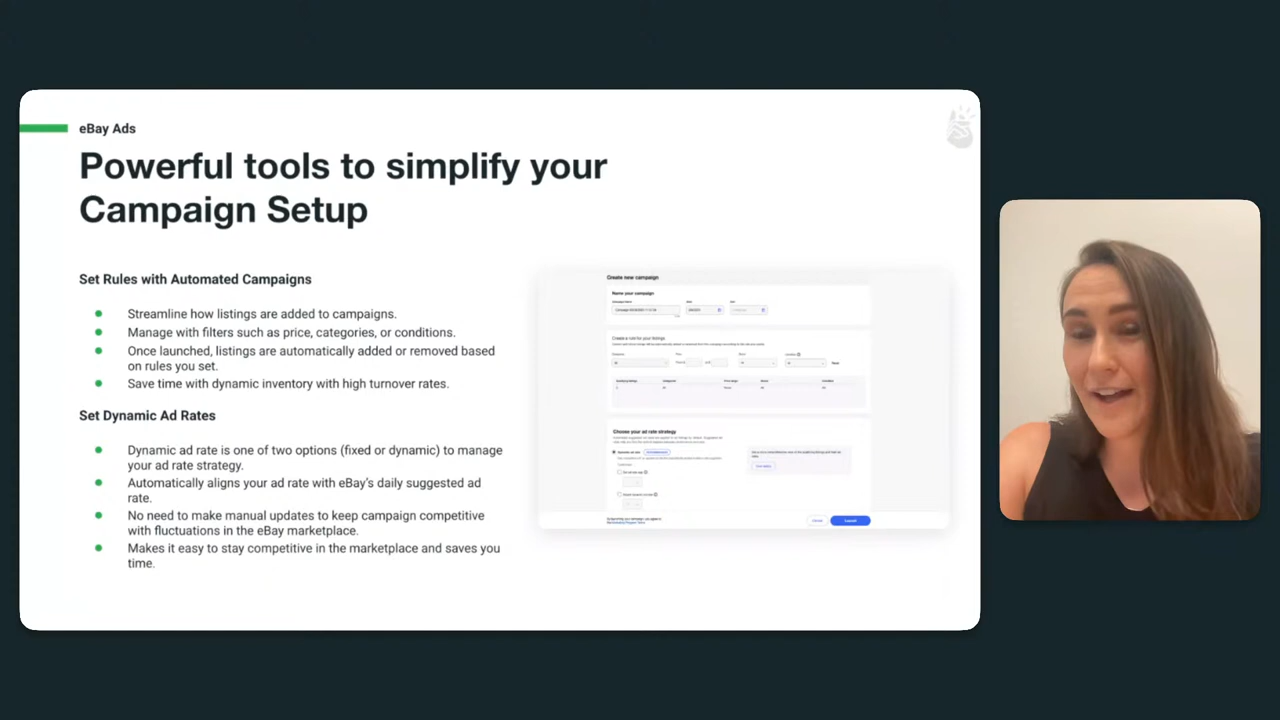 eBay Ads
Powerful tools to simplify your
Campaign Setup
Set Rules with Automated Campaigns
Streamline how listings are added to campaigns.
Manage with filters such as price, categories, or conditions.
Once launched, listings are automatically added or removed based
on rules you set.
Save time with dynamic inventory with high turnover rates.
Set Dynamic Ad Rates
Dynamic ad rate is one of two options (fixed or dynamic) to manage
your ad rate strategy.
Automatically aligns your ad rate with eBay's daily suggested ad
rate.
No need to make manual updates to keep campaign competitive
with fluctuations in the eBay marketplace.
Makes it easy to stay competitive in the marketplace and saves you
time.
Create new campaign
Name your campaign
Create a rule for your listings
Choose your ad rate strategy